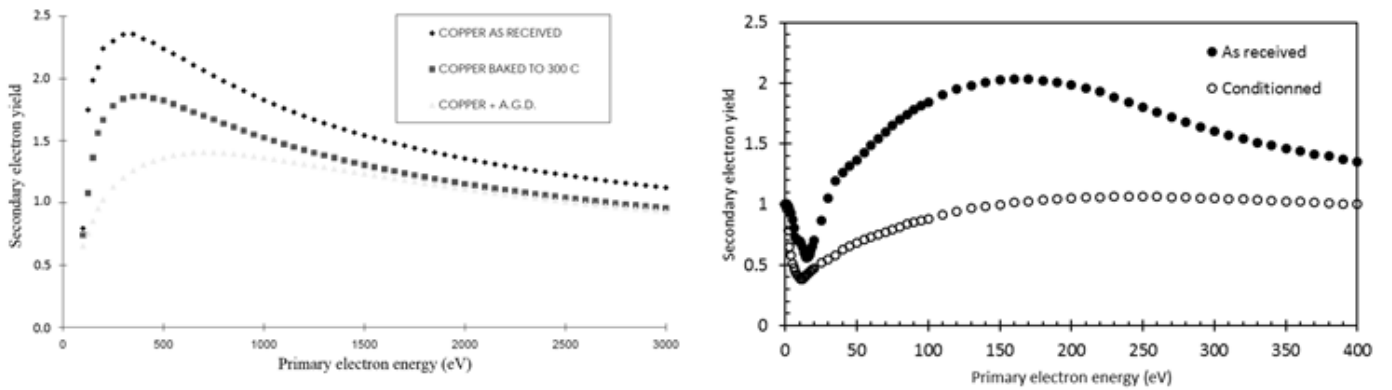 2.5
2.0
1.5
1.0
0.5
0.0
Secondary electron yield
COPPER AS RECEIVED
COPPER BAKED TO 300 C
COPPER + A.G.D.
0 500 1000 1500 2000 2500 3000
Primary electron energy (eV)
2.5
2
1.5
1
0.5
0
Secondary electron yield
As received
Conditionned
0 50 100 150 200 250 300 350 400
Primary electron energy (eV)